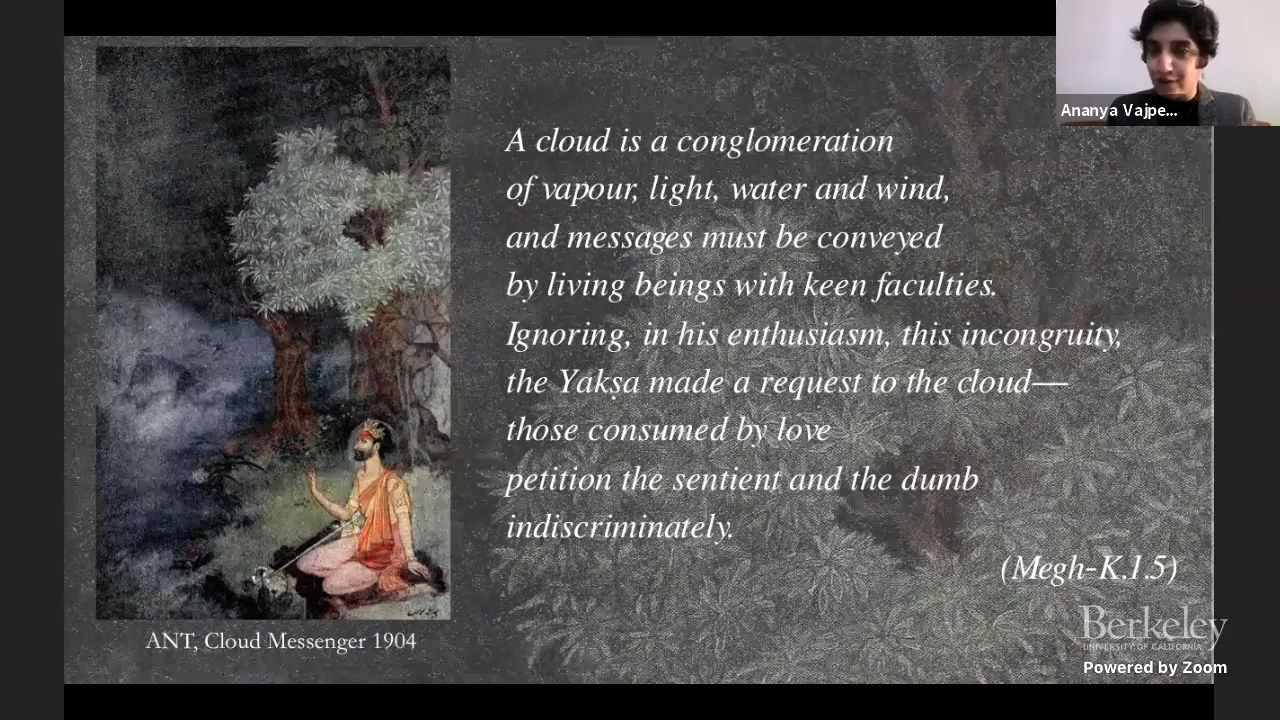 Ananya Vajpe...
A cloud is a conglomeration
of vapour, light, water and wind,
and messages must be conveyed
by living beings with keen faculties.
Ignoring, in his enthusiasm, this incongruity,
the Yakṣa made a request to the cloud—
those consumed by love
petition the sentient and the dumb
indiscriminately.
(Megh-K.1.5)
ANT, Cloud Messenger 1904
Berkeley
UNIVERSITY OF CALIFORNIA
Powered by Zoom